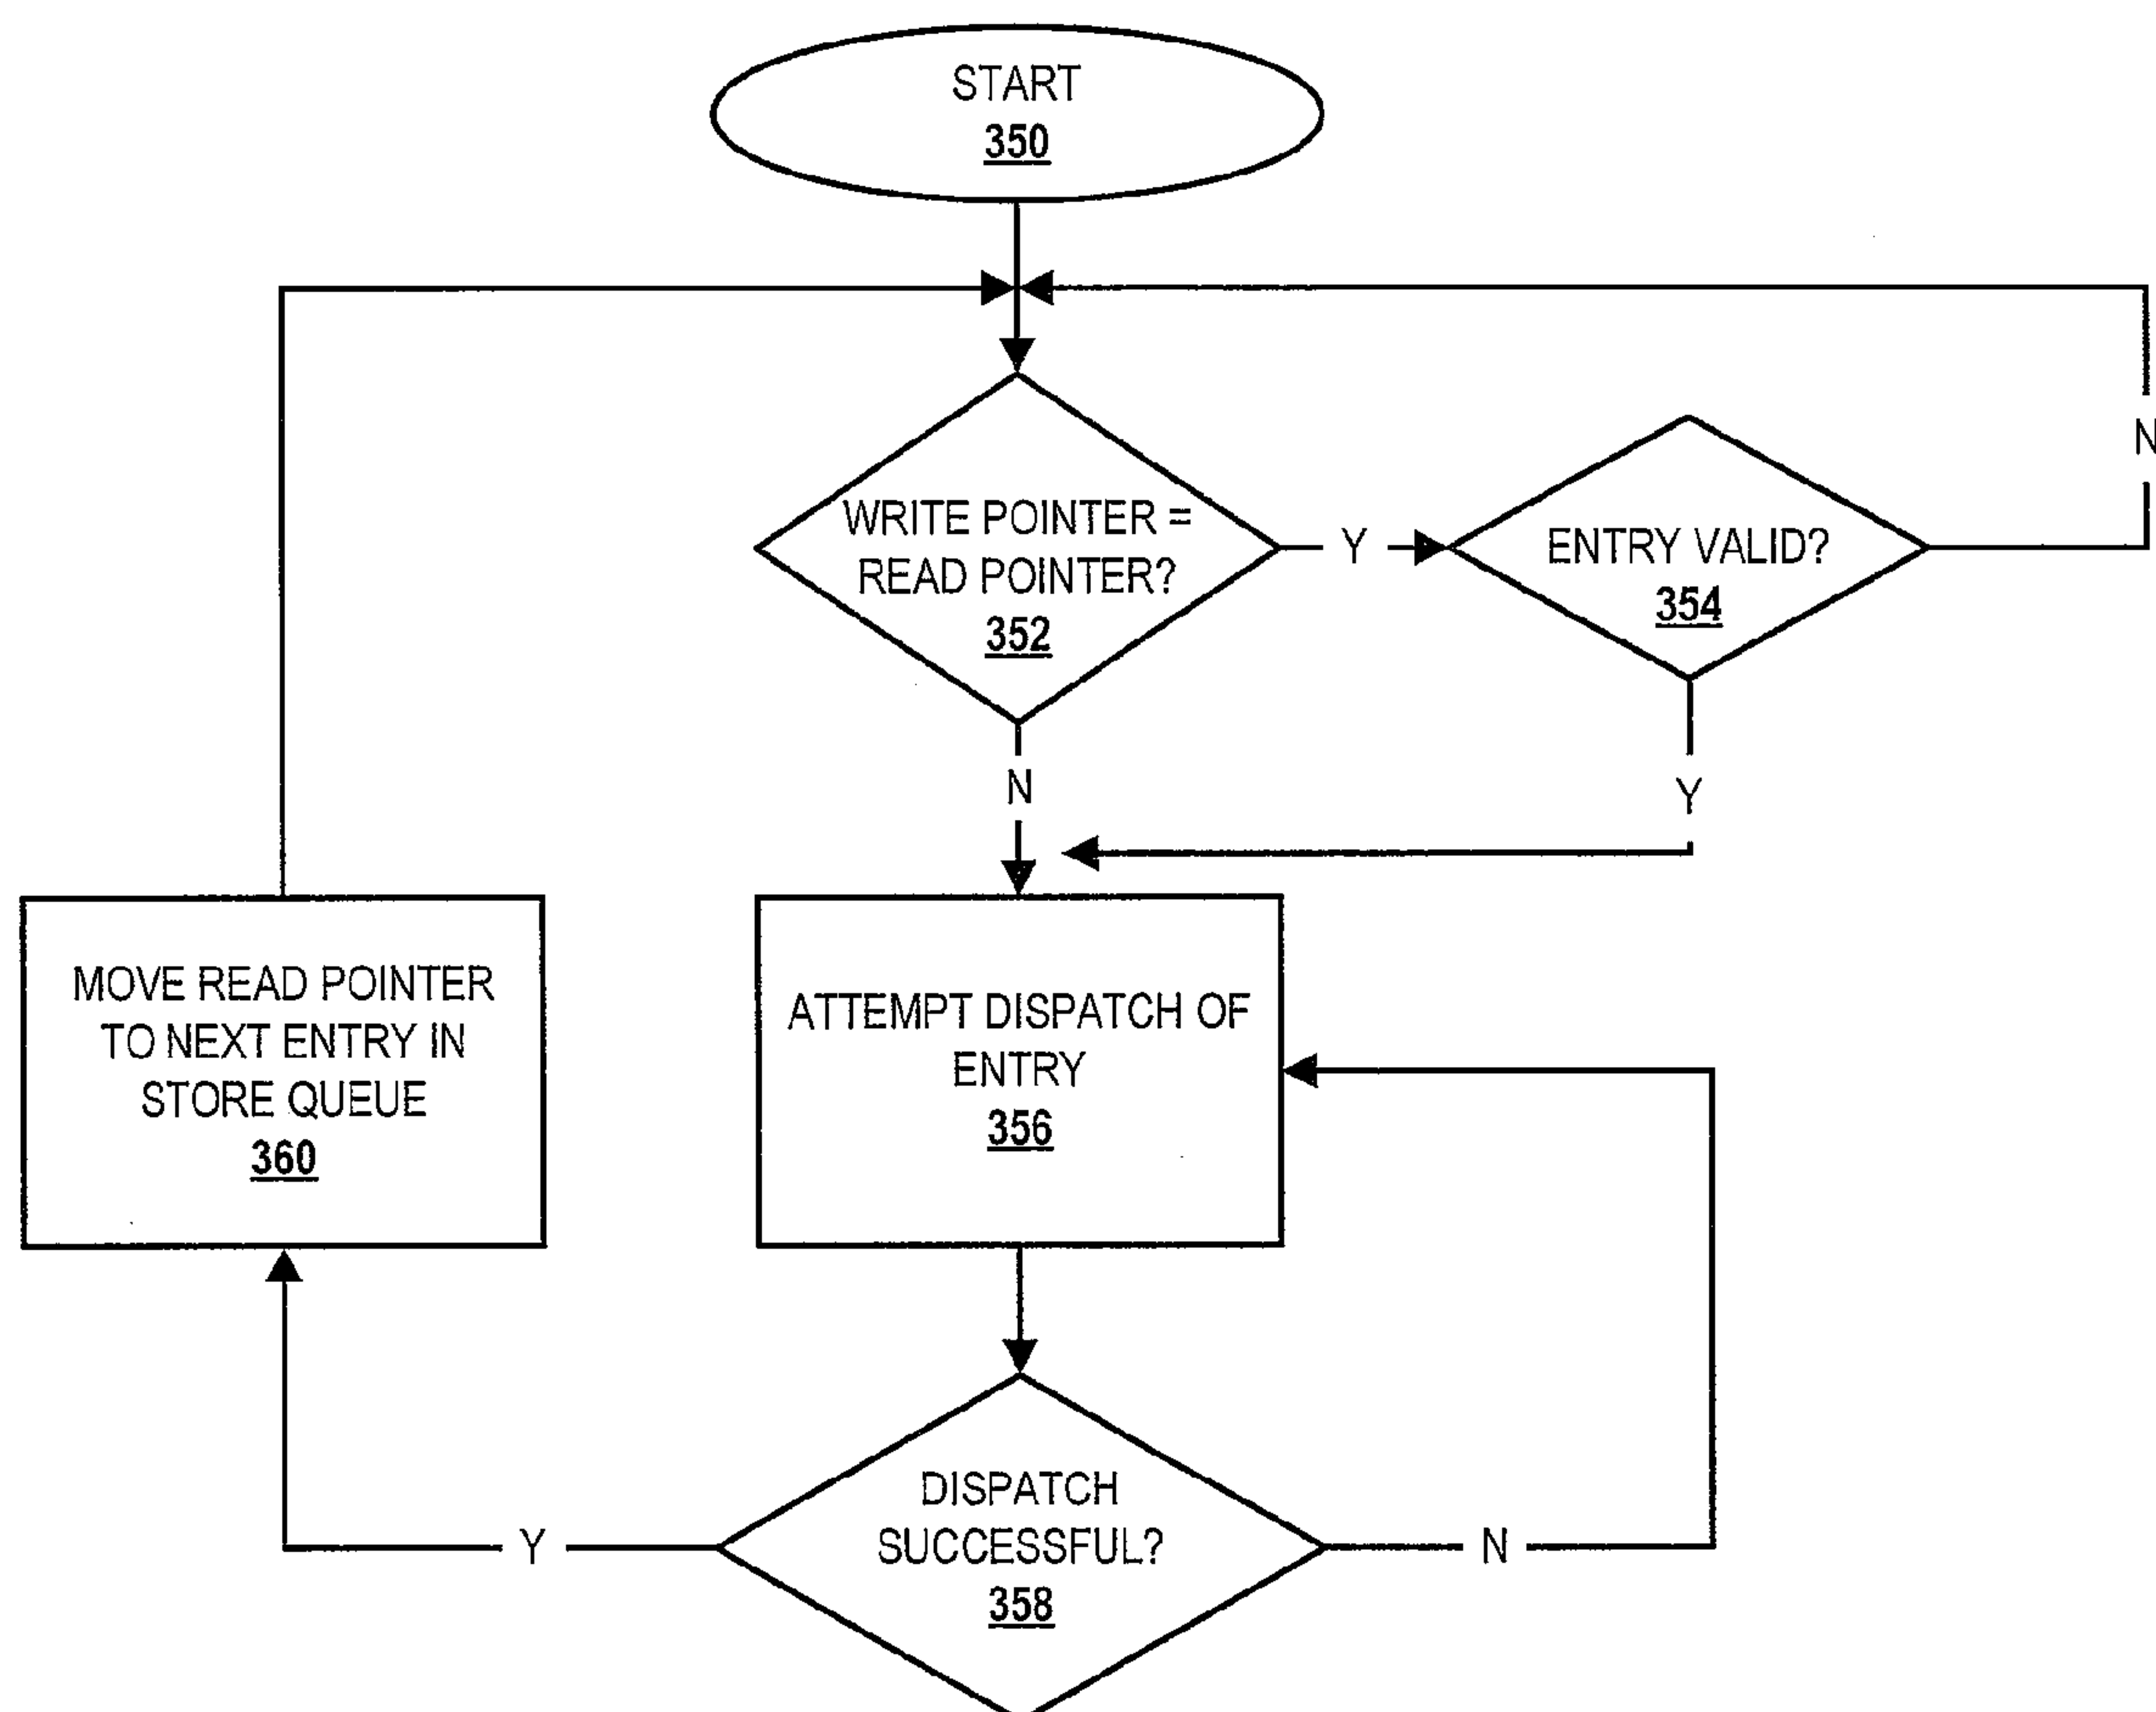 START
350
WRITE POINTER =
READ POINTER?
352
Y
ENTRY VALID?
354
N
N
Y
MOVE READ POINTER
TO NEXT ENTRY IN
STORE QUEUE
360
ATTEMPT DISPATCH OF
ENTRY
356
DISPATCH
SUCCESSFUL?
358
Y
N